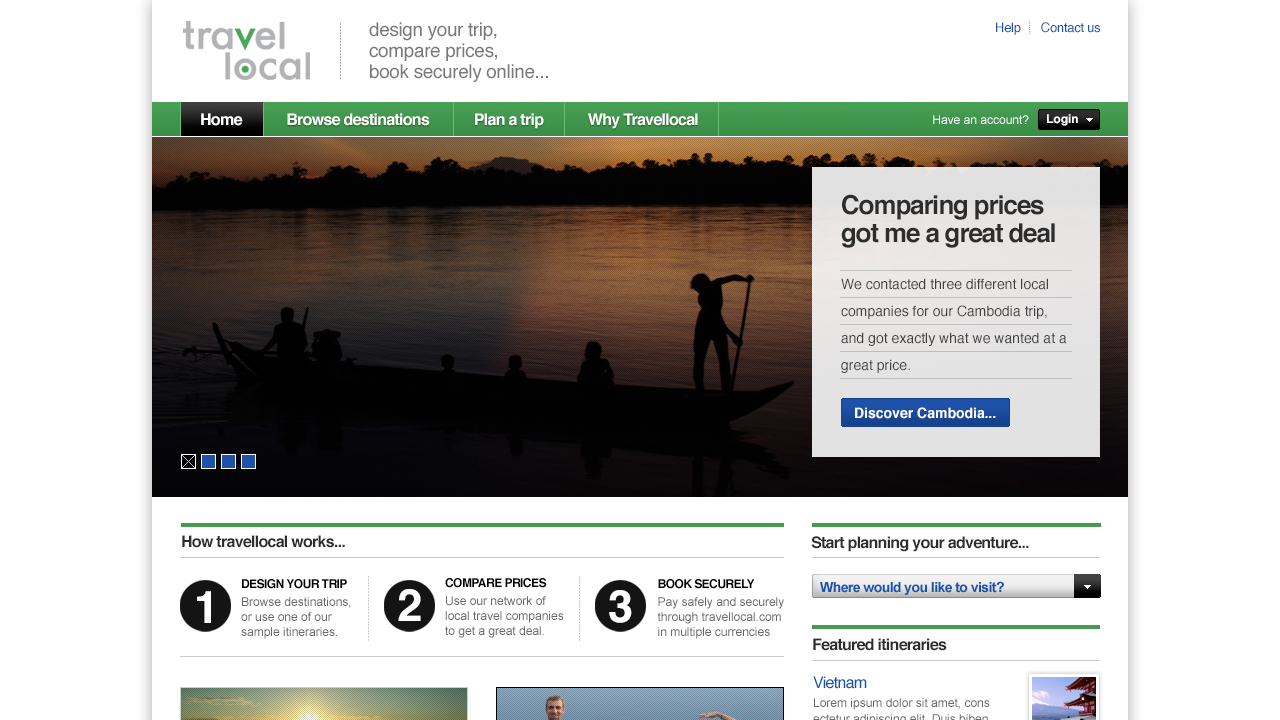 travel
local
design your trip,
compare prices,
book securely online...
Help
Contact us
Home
Browse destinations
Plan a trip
Why Travellocal
Have an account?
Login
Comparing prices
got me a great deal
We contacted three different local
companies for our Cambodia trip,
and got exactly what we wanted at a
great price.
Discover Cambodia...
How travellocal works...
1
DESIGN YOUR TRIP
Browse destinations,
or use one of our
sample itineraries.
2
COMPARE PRICES
Use our network of
local travel companies
to get a great deal.
3
BOOK SECURELY
Pay safely and securely
through travellocal.com
in multiple currencies
Start planning your adventure...
Where would you like to visit?
Featured itineraries
Vietnam
Lorem ipsum dolor sit amet, cons
ectetur adipiscing elit. Duis biben